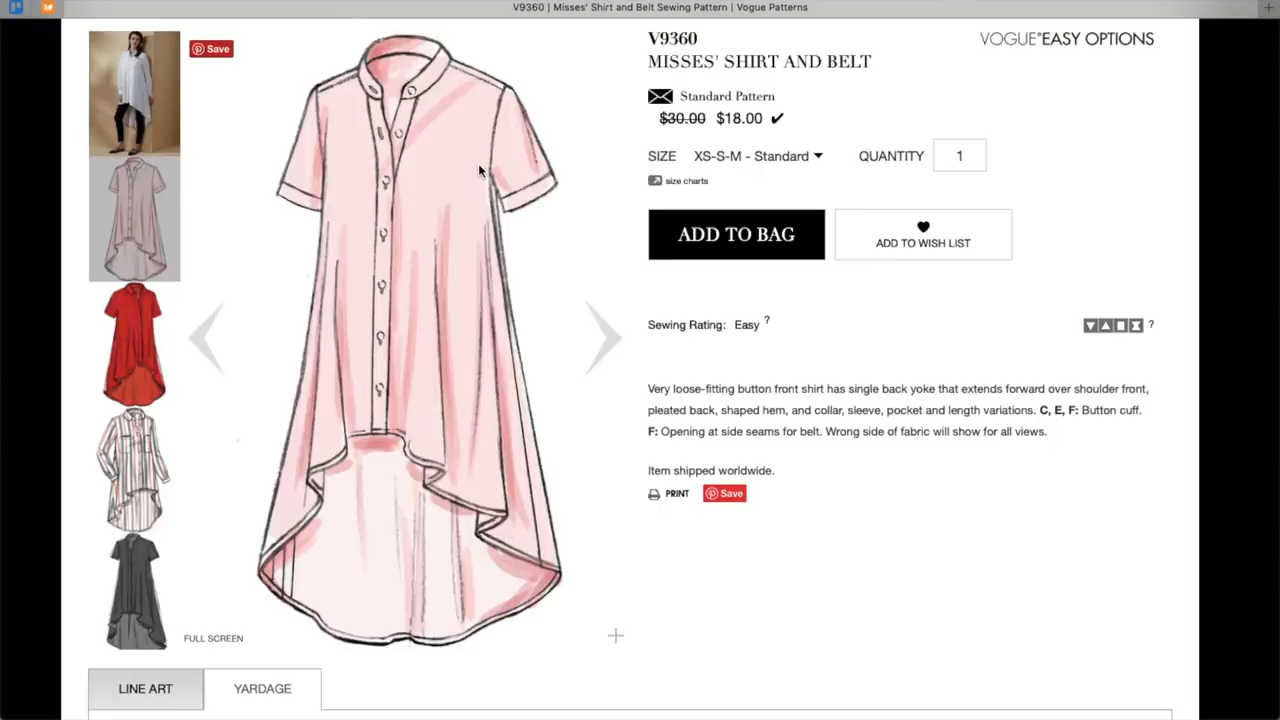 V9360 | Misses' Shirt and Belt Sewing Pattern | Vogue Patterns
Save
V9360
VOGUE®EASY OPTIONS
MISSES' SHIRT AND BELT
Standard Pattern
$30.00 $18.00 ✔
SIZE XS-S-M - Standard QUANTITY 1
size charts
ADD TO BAG
ADD TO WISH LIST
Sewing Rating: Easy ?
?
Very loose-fitting button front shirt has single back yoke that extends forward over shoulder front,
pleated back, shaped hem, and collar, sleeve, pocket and length variations. C, E, F: Button cuff.
F: Opening at side seams for belt. Wrong side of fabric will show for all views.
Item shipped worldwide.
PRINT Save
FULL SCREEN
LINE ART YARDAGE